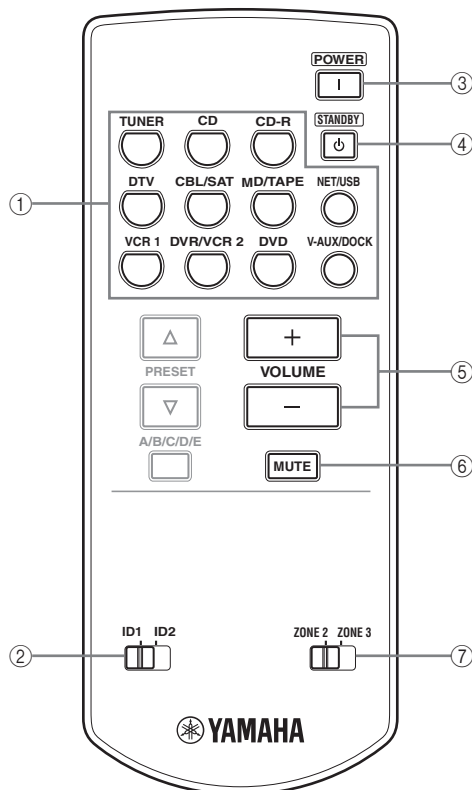 POWER
③
TUNER CD CD-R STANDBY
④
DTV CBL/SAT MD/TAPE NET/USB
①
VCR 1 DVR/VCR 2 DVD V-AUX/DOCK
+
PRESET VOLUME
⑤
–
A/B/C/D/E
MUTE
⑥
ID1 ID2 ZONE 2 ZONE 3
② ⑦
YAMAHA